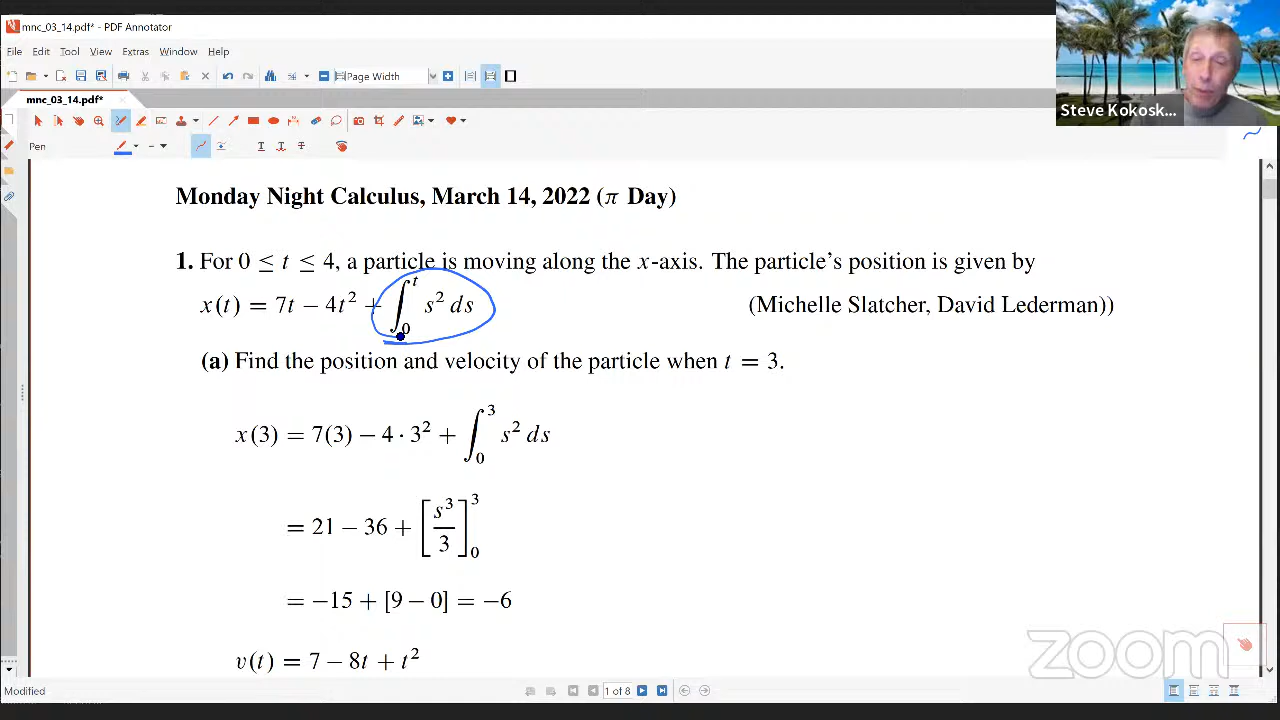 mnc_03_14.pdf* - PDF Annotator
File Edit Tool View Extras Window Help
Page Width
mnc_03_14.pdf*
Pen
Steve Kokosk...
Monday Night Calculus, March 14, 2022 (π Day)
1. For 0 ≤ t ≤ 4, a particle is moving along the x-axis. The particle's position is given by
x(t) = 7t − 4t² + ∫₀ᵗ s² ds (Michelle Slatcher, David Lederman))
(a) Find the position and velocity of the particle when t = 3.
x(3) = 7(3) − 4 · 3² + ∫₀³ s² ds
= 21 − 36 + [s³/3]₀³
= −15 + [9 − 0] = −6
v(t) = 7 − 8t + t²
zoom
Modified
1 of 8